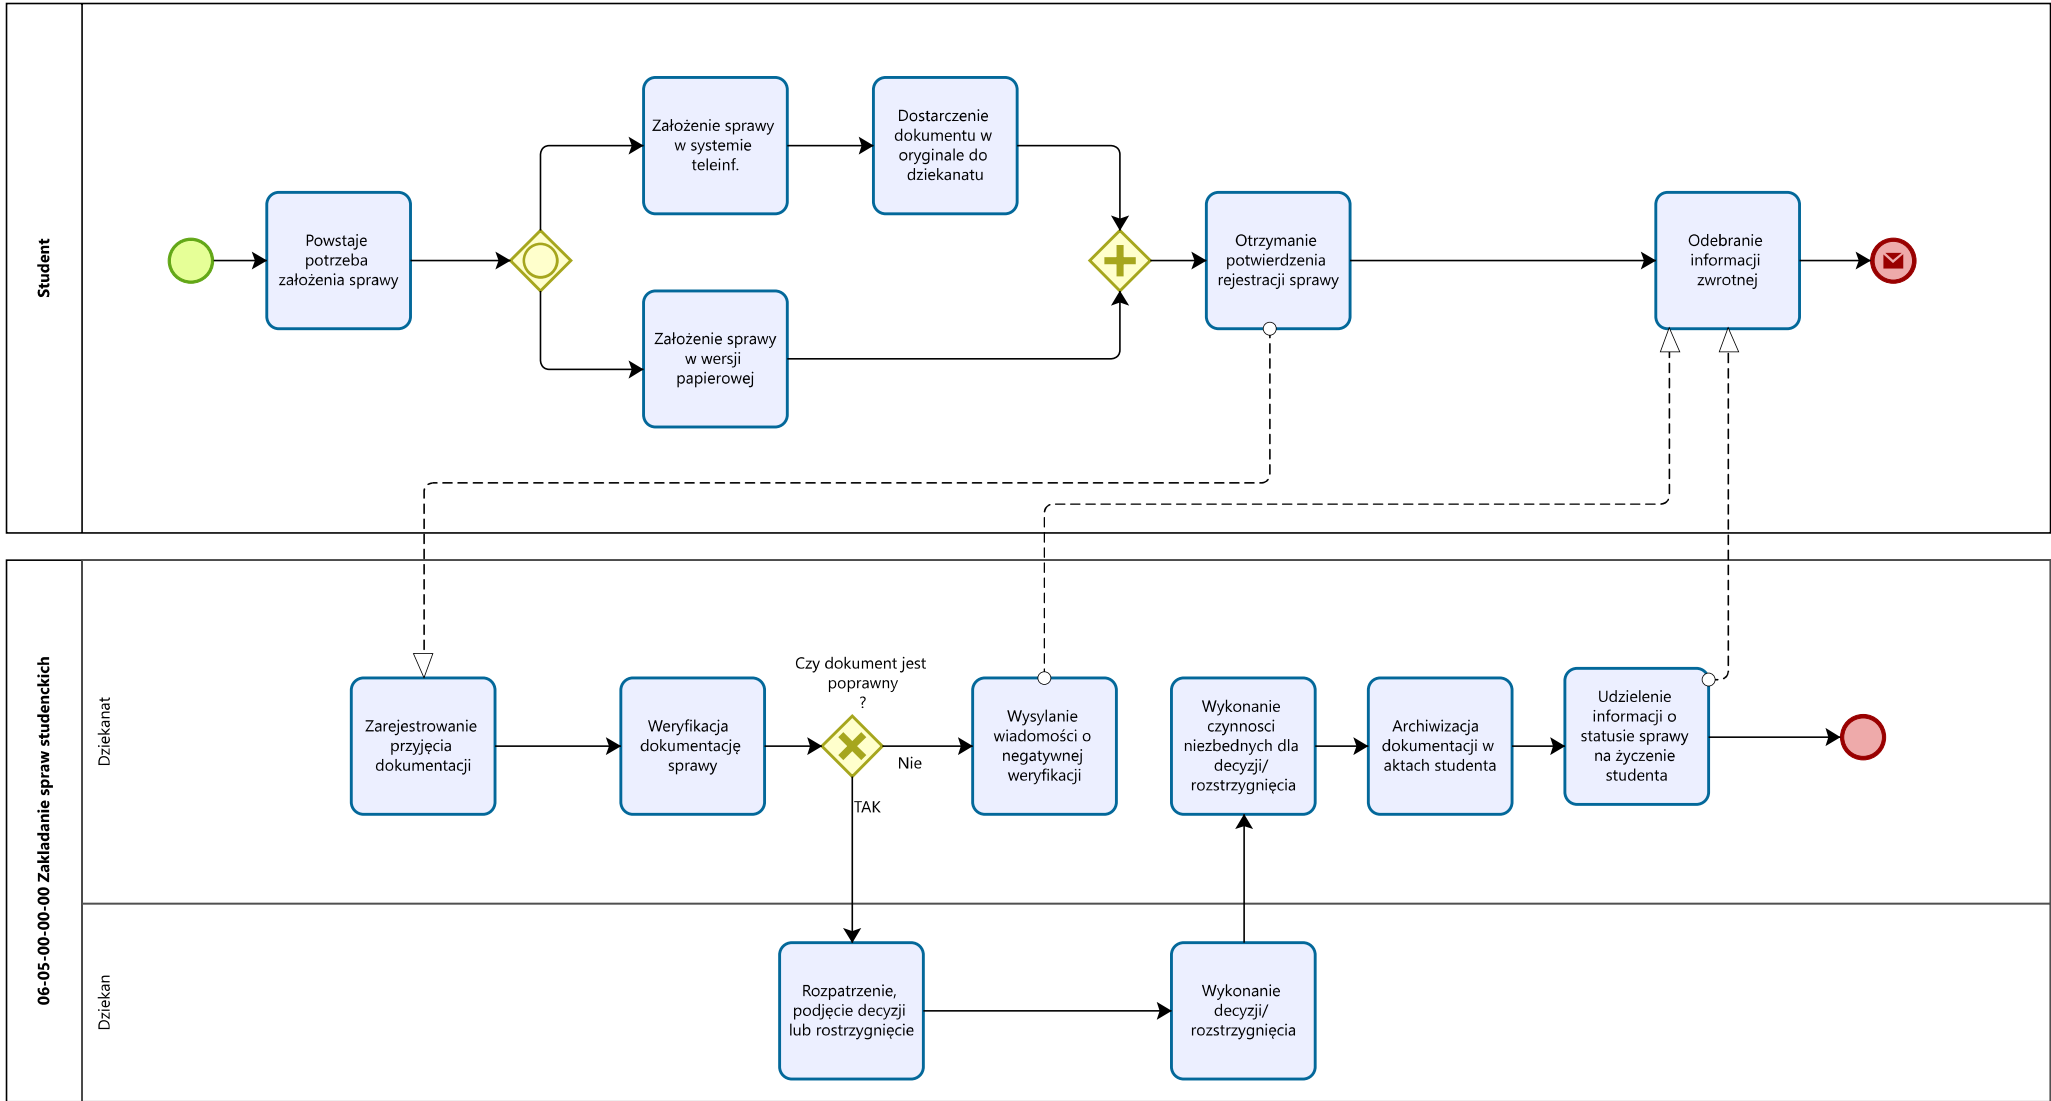 Student
Powstaje
potrzeba
założenia sprawy
Założenie sprawy
w systemie
teleinf.
Dostarczenie
dokumentu w
oryginale do
dziekanatu
Założenie sprawy
w wersji
papierowej
Otrzymanie
potwierdzenia
rejestracji sprawy
Odebranie
informacji
zwrotnej
06-05-00-00-00 Zakladanie spraw studenckich
Dziekanat
Zarejestrowanie
przyjęcia
dokumentacji
Weryfikacja
dokumentację
sprawy
Czy dokument jest
poprawny
?
Nie
TAK
Wysylanie
wiadomości o
negatywnej
weryfikacji
Wykonanie
czynnosci
niezbednych dla
decyzji/
rozstrzygnięcia
Archiwizacja
dokumentacji w
aktach studenta
Udzielenie
informacji o
statusie sprawy
na życzenie
studenta
Dziekan
Rozpatrzenie,
podjęcie decyzji
lub rostrzygnięcie
Wykonanie
decyzji/
rozstrzygnięcia